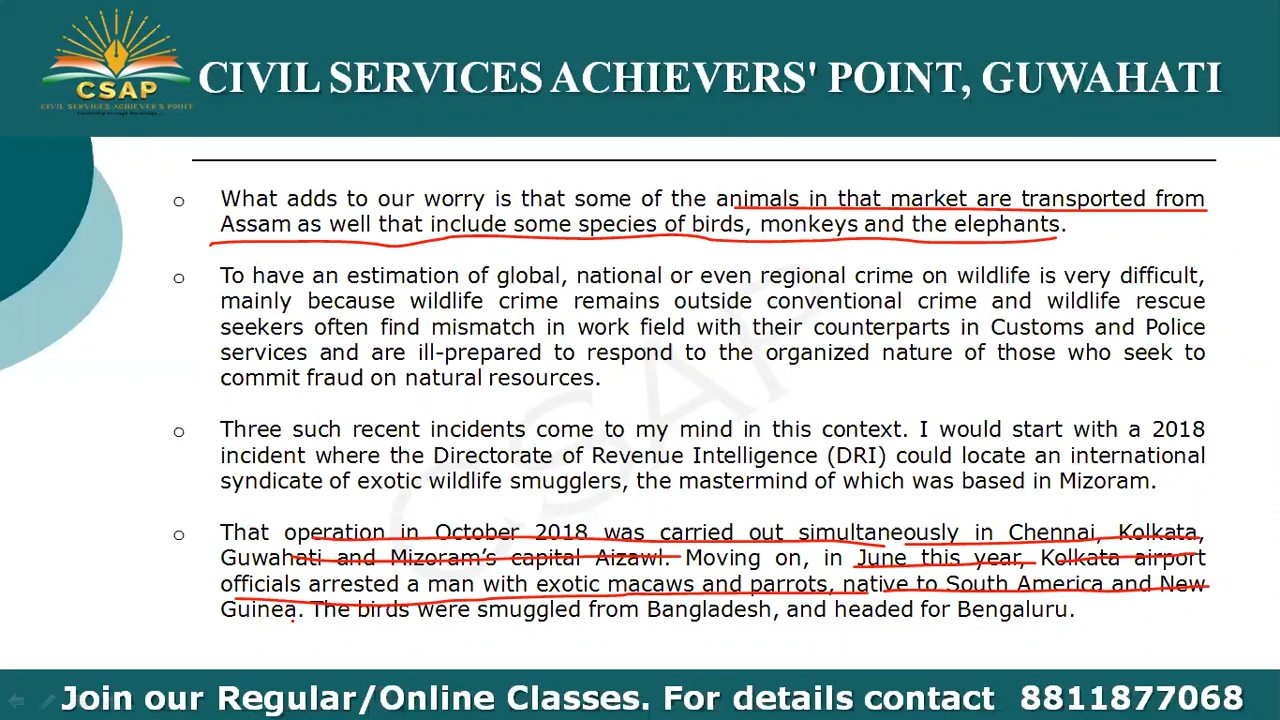 CSAP
CIVIL SERVICES ACHIEVER'S POINT
CIVIL SERVICES ACHIEVERS' POINT, GUWAHATI
What adds to our worry is that some of the animals in that market are transported from
Assam as well that include some species of birds, monkeys and the elephants.
To have an estimation of global, national or even regional crime on wildlife is very difficult,
mainly because wildlife crime remains outside conventional crime and wildlife rescue
seekers often find mismatch in work field with their counterparts in Customs and Police
services and are ill-prepared to respond to the organized nature of those who seek to
commit fraud on natural resources.
Three such recent incidents come to my mind in this context. I would start with a 2018
incident where the Directorate of Revenue Intelligence (DRI) could locate an international
syndicate of exotic wildlife smugglers, the mastermind of which was based in Mizoram.
That operation in October 2018 was carried out simultaneously in Chennai, Kolkata,
Guwahati and Mizoram's capital Aizawl. Moving on, in June this year, Kolkata airport
officials arrested a man with exotic macaws and parrots, native to South America and New
Guinea. The birds were smuggled from Bangladesh, and headed for Bengaluru.
CSAP
Join our Regular/Online Classes. For details contact 8811877068